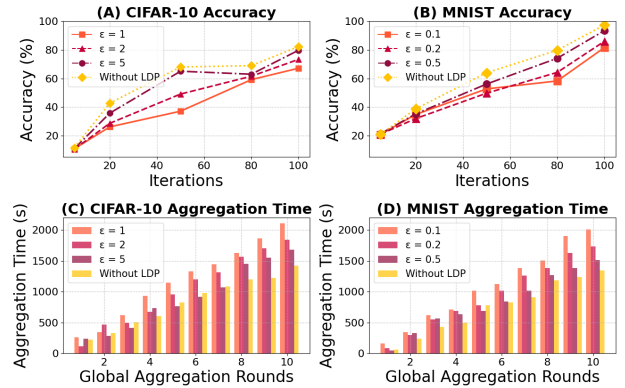 (A) CIFAR-10 Accuracy
Accuracy (%)
100
80
60
40
20
ε = 1
ε = 2
ε = 5
Without LDP
20 40 60 80 100
Iterations
(B) MNIST Accuracy
Accuracy (%)
100
80
60
40
20
ε = 0.1
ε = 0.2
ε = 0.5
Without LDP
20 40 60 80 100
Iterations
(C) CIFAR-10 Aggregation Time
Aggregation Time (s)
2000
1500
1000
500
0
ε = 1
ε = 2
ε = 5
Without LDP
2 4 6 8 10
Global Aggregation Rounds
(D) MNIST Aggregation Time
Aggregation Time (s)
2000
1500
1000
500
0
ε = 0.1
ε = 0.2
ε = 0.5
Without LDP
2 4 6 8 10
Global Aggregation Rounds